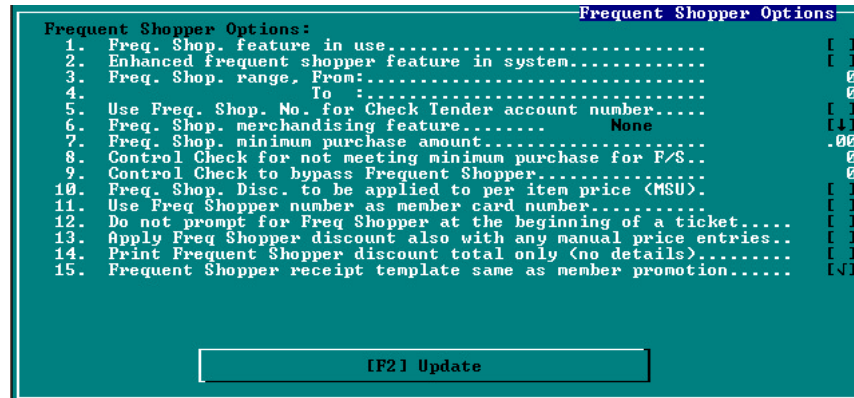 Frequent Shopper Options
Frequent Shopper Options:
1. Freq. Shop. feature in use.............................. [ ]
2. Enhanced frequent shopper feature in system............. [ ]
3. Freq. Shop. range, From:................................ 0
4. To :................................ 0
5. Use Freq. Shop. No. for Check Tender account number..... [ ]
6. Freq. Shop. merchandising feature........ None [↓]
7. Freq. Shop. minimum purchase amount..................... .00
8. Control Check for not meeting minimum purchase for F/S.. 0
9. Control Check to bypass Frequent Shopper................ 0
10. Freq. Shop. Disc. to be applied to per item price (MSU). [ ]
11. Use Freq Shopper number as member card number........... [ ]
12. Do not prompt for Freq Shopper at the beginning of a ticket..... [ ]
13. Apply Freq Shopper discount also with any manual price entries.. [ ]
14. Print Frequent Shopper discount total only (no details)......... [ ]
15. Frequent Shopper receipt template same as member promotion...... [√]
[F2] Update